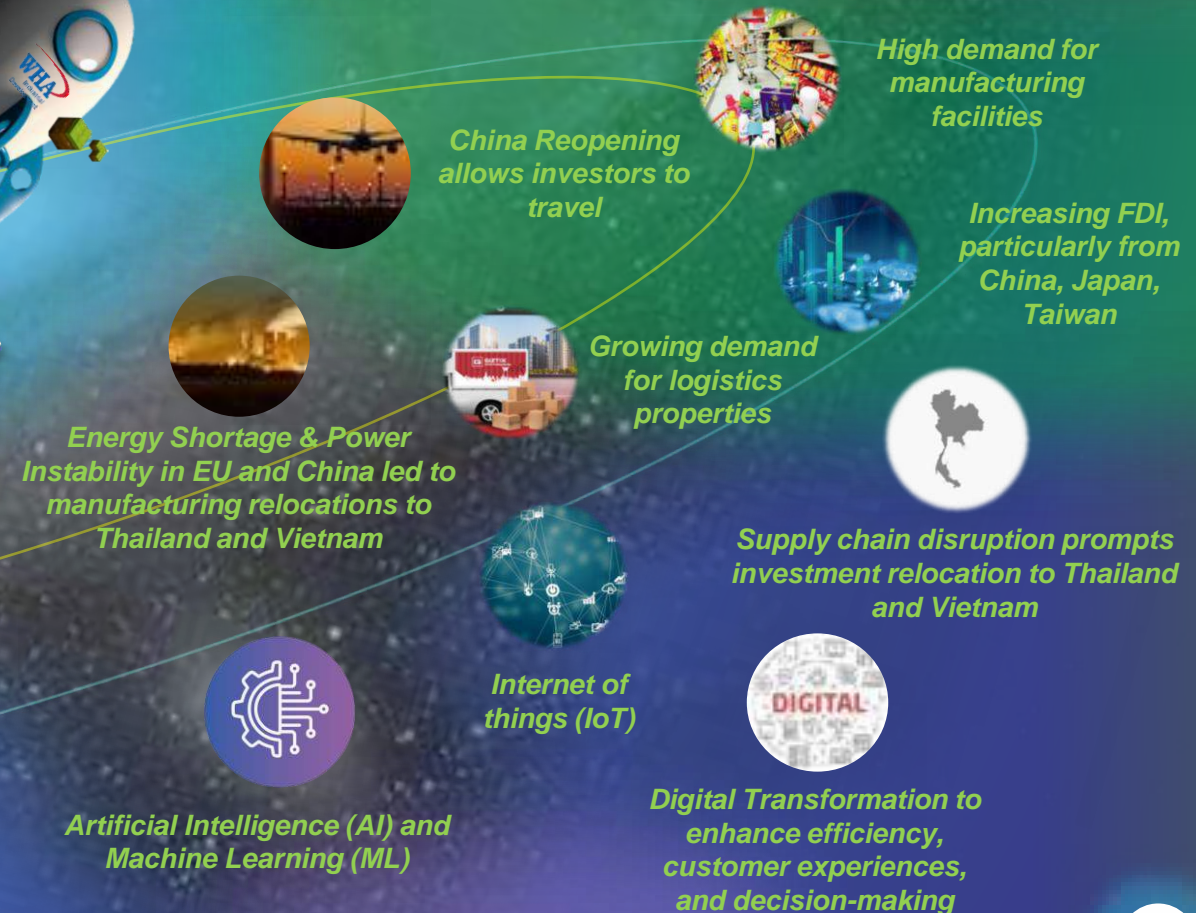 WHA
High demand for
manufacturing
facilities
China Reopening
allows investors to
travel
Increasing FDI,
particularly from
China, Japan,
Taiwan
Growing demand
for logistics
properties
Energy Shortage & Power
Instability in EU and China led to
manufacturing relocations to
Thailand and Vietnam
Supply chain disruption prompts
investment relocation to Thailand
and Vietnam
Internet of
things (IoT)
DIGITAL
Artificial Intelligence (AI) and
Machine Learning (ML)
Digital Transformation to
enhance efficiency,
customer experiences,
and decision-making